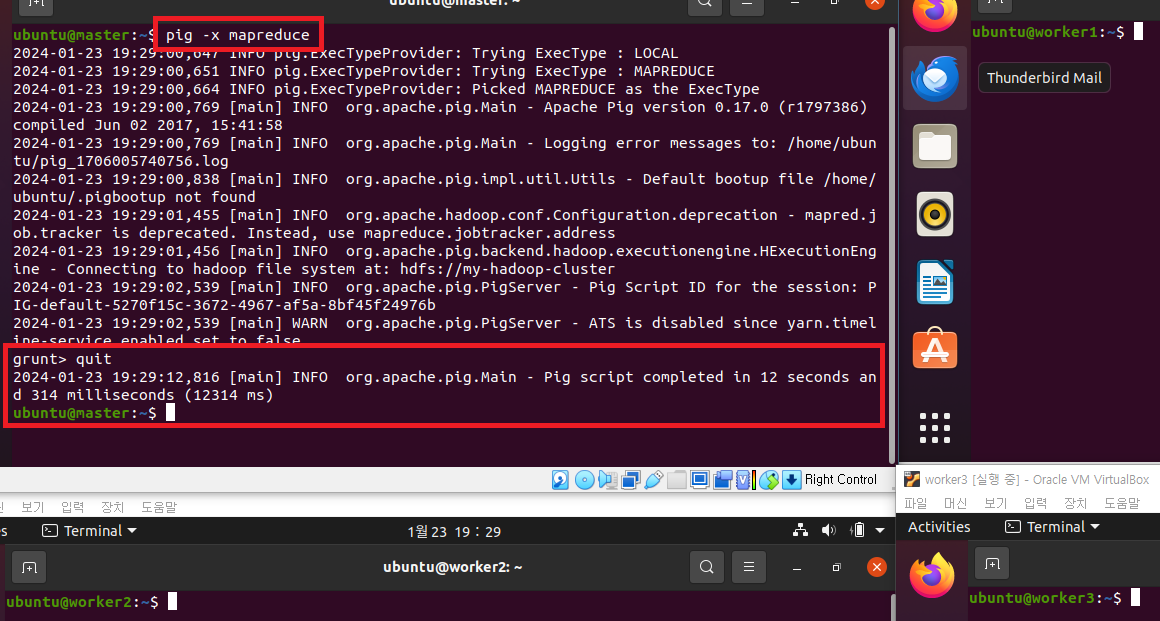 ubuntu@master: ~
ubuntu@master:~$ pig -x mapreduce
2024-01-23 19:29:00,647 INFO pig.ExecTypeProvider: Trying ExecType : LOCAL
2024-01-23 19:29:00,651 INFO pig.ExecTypeProvider: Trying ExecType : MAPREDUCE
2024-01-23 19:29:00,664 INFO pig.ExecTypeProvider: Picked MAPREDUCE as the ExecType
2024-01-23 19:29:00,769 [main] INFO  org.apache.pig.Main - Apache Pig version 0.17.0 (r1797386)
compiled Jun 02 2017, 15:41:58
2024-01-23 19:29:00,769 [main] INFO  org.apache.pig.Main - Logging error messages to: /home/ubun
tu/pig_1706005740756.log
2024-01-23 19:29:00,838 [main] INFO  org.apache.pig.impl.util.Utils - Default bootup file /home/
ubuntu/.pigbootup not found
2024-01-23 19:29:01,455 [main] INFO  org.apache.hadoop.conf.Configuration.deprecation - mapred.j
ob.tracker is deprecated. Instead, use mapreduce.jobtracker.address
2024-01-23 19:29:01,456 [main] INFO  org.apache.pig.backend.hadoop.executionengine.HExecutionEng
ine - Connecting to hadoop file system at: hdfs://my-hadoop-cluster
2024-01-23 19:29:02,539 [main] INFO  org.apache.pig.PigServer - Pig Script ID for the session: P
IG-default-5270f15c-3672-4967-af5a-8bf45f24976b
2024-01-23 19:29:02,539 [main] WARN  org.apache.pig.PigServer - ATS is disabled since yarn.timel
ine-service.enabled set to false
grunt> quit
2024-01-23 19:29:12,816 [main] INFO  org.apache.pig.Main - Pig script completed in 12 seconds an
d 314 milliseconds (12314 ms)
ubuntu@master:~$
ubuntu@worker1:~$
Thunderbird Mail
Right Control
보기 입력 장치 도움말
Terminal
1월 23 19:29
ubuntu@worker2: ~
ubuntu@worker2:~$
worker3 [실행 중] - Oracle VM VirtualBox
파일 머신 보기 입력 장치 도움말
Activities Terminal
ubuntu@worker3:~$